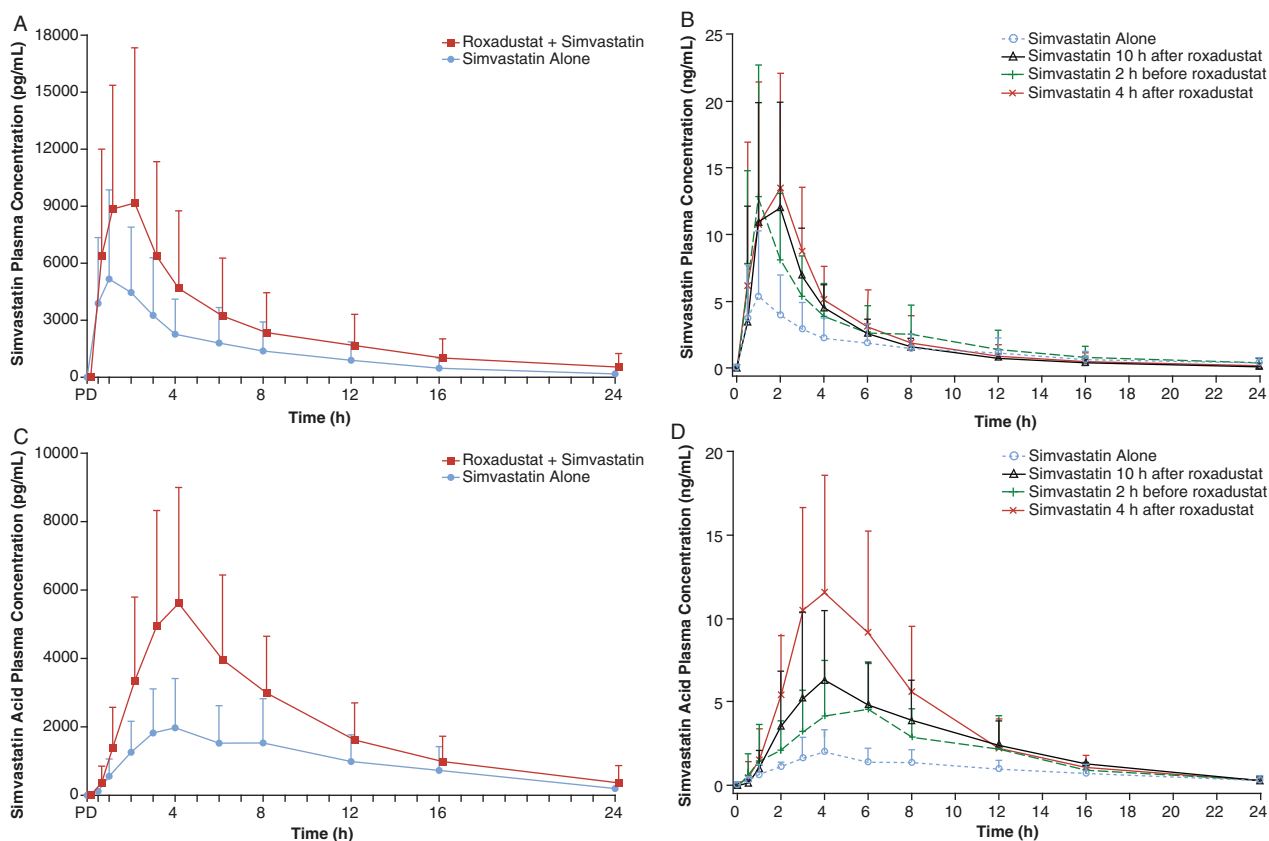 A
Simvastatin Plasma Concentration (pg/mL)
18000
15000
12000
9000
6000
3000
0
Roxadustat + Simvastatin
Simvastatin Alone
PD 4 8 12 16 24
Time (h)
B
Simvastatin Plasma Concentration (ng/mL)
25
20
15
10
5
0
Simvastatin Alone
Simvastatin 10 h after roxadustat
Simvastatin 2 h before roxadustat
Simvastatin 4 h after roxadustat
0 2 4 6 8 10 12 14 16 18 20 22 24
Time (h)
C
Simvastatin Acid Plasma Concentration (pg/mL)
10000
8000
6000
4000
2000
0
Roxadustat + Simvastatin
Simvastatin Alone
PD 4 8 12 16 24
Time (h)
D
Simvastatin Acid Plasma Concentration (ng/mL)
20
15
10
5
0
Simvastatin Alone
Simvastatin 10 h after roxadustat
Simvastatin 2 h before roxadustat
Simvastatin 4 h after roxadustat
0 2 4 6 8 10 12 14 16 18 20 22 24
Time (h)